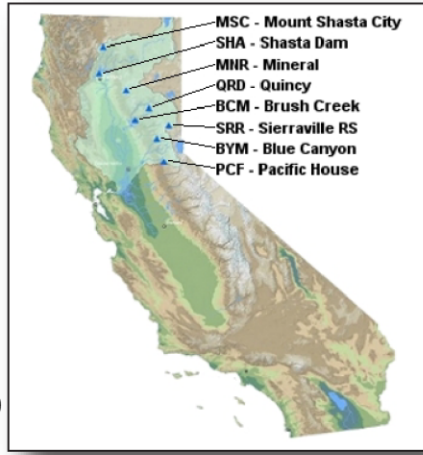 MSC - Mount Shasta City
SHA - Shasta Dam
MNR - Mineral
QRD - Quincy
BCM - Brush Creek
SRR - Sierraville RS
BYM - Blue Canyon
PCF - Pacific House
)